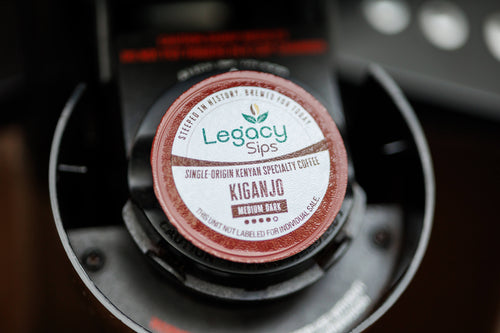 STEEPED IN HISTORY. BREWED FOR TODAY
Legacy
Sips
SINGLE-ORIGIN KENYAN SPECIALTY COFFEE
KIGANJO
MEDIUM DARK
THIS UNIT NOT LABELED FOR INDIVIDUAL SALE.